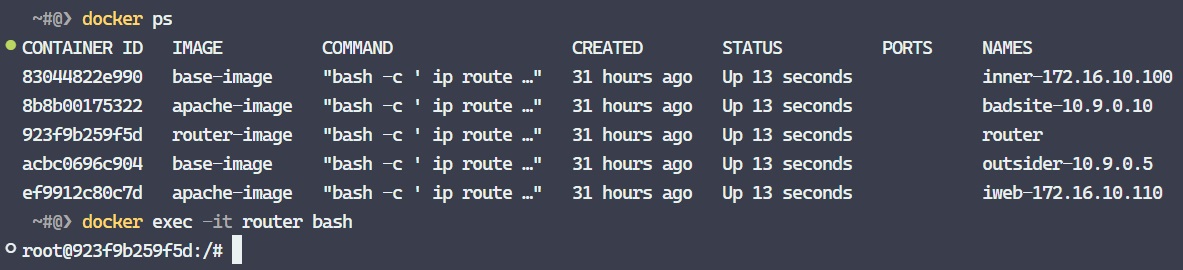 ~#@❯ docker ps
CONTAINER ID   IMAGE          COMMAND                  CREATED        STATUS          PORTS     NAMES
83044822e990   base-image     "bash -c ' ip route …"   31 hours ago   Up 13 seconds             inner-172.16.10.100
8b8b00175322   apache-image   "bash -c ' ip route …"   31 hours ago   Up 13 seconds             badsite-10.9.0.10
923f9b259f5d   router-image   "bash -c ' ip route …"   31 hours ago   Up 13 seconds             router
acbc0696c904   base-image     "bash -c ' ip route …"   31 hours ago   Up 13 seconds             outsider-10.9.0.5
ef9912c80c7d   apache-image   "bash -c ' ip route …"   31 hours ago   Up 13 seconds             iweb-172.16.10.110
~#@❯ docker exec -it router bash
root@923f9b259f5d:/#